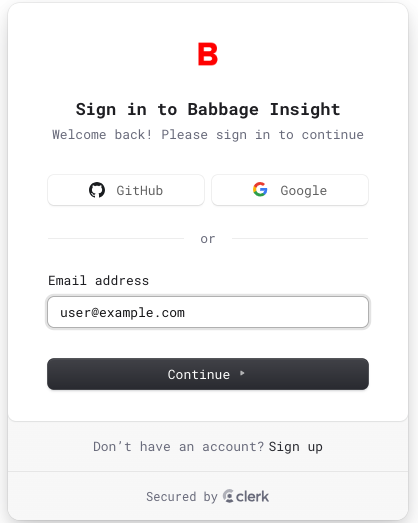 B
Sign in to Babbage Insight
Welcome back! Please sign in to continue
GitHub
Google
or
Email address
user@example.com
Continue
Don’t have an account? Sign up
Secured by clerk